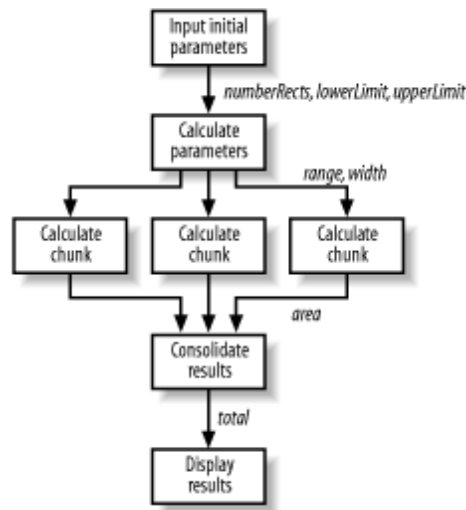 Input initial
parameters
numberRects, lowerLimit, upperLimit
Calculate
parameters
range, width
Calculate
chunk
Calculate
chunk
Calculate
chunk
area
Consolidate
results
total
Display
results